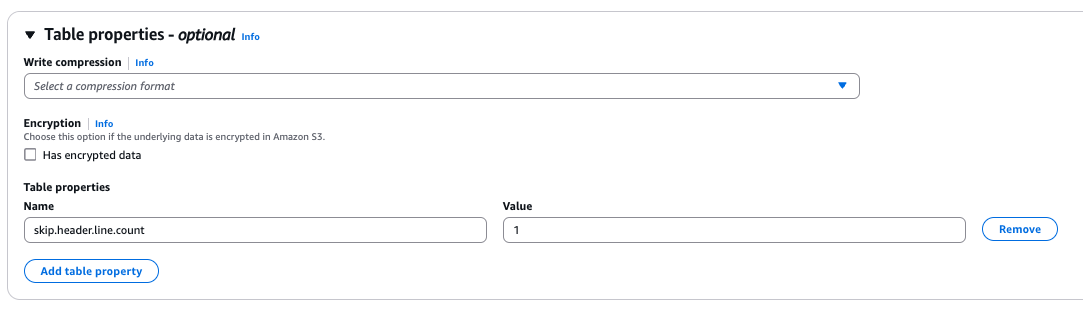 Table properties - optional Info
Write compression Info
Select a compression format
Encryption Info
Choose this option if the underlying data is encrypted in Amazon S3.
Has encrypted data
Table properties
Name Value
skip.header.line.count 1 Remove
Add table property